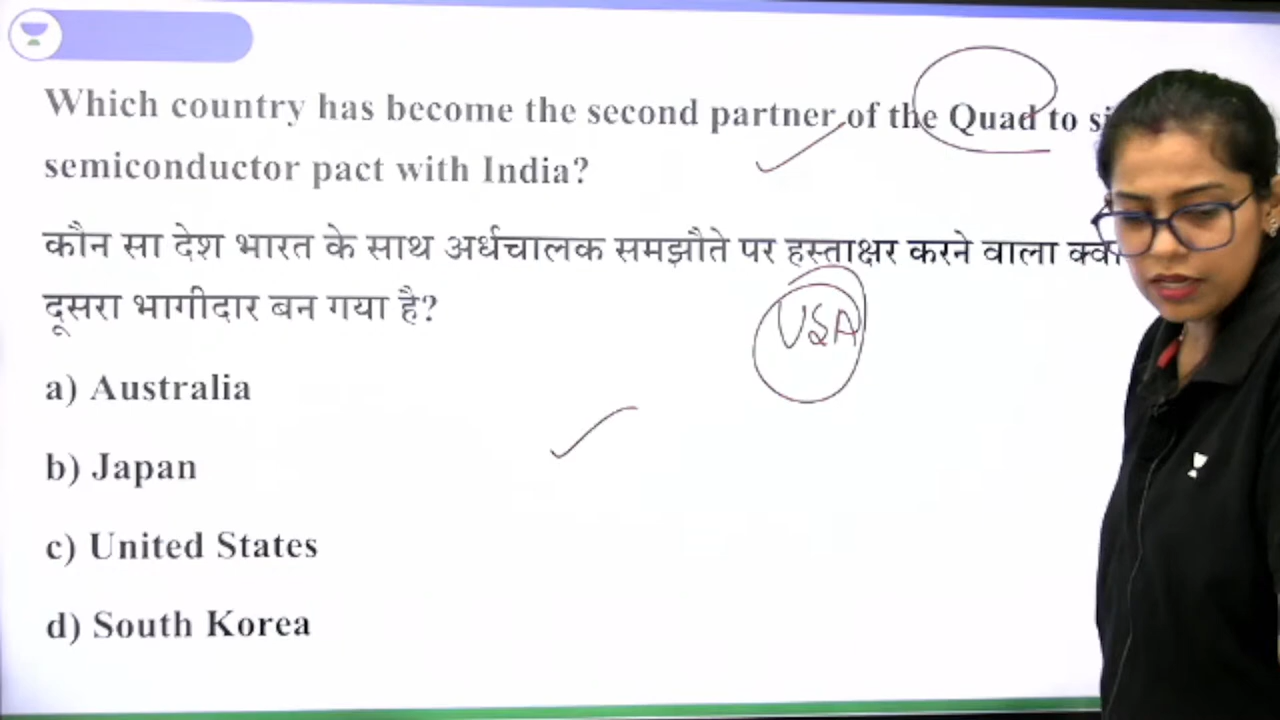 Which country has become the second partner of the Quad to
semiconductor pact with India?
कौन सा देश भारत के साथ अर्धचालक समझौते पर हस्ताक्षर करने वाला
दूसरा भागीदार बन गया है?
USA
a) Australia
b) Japan
c) United States
d) South Korea